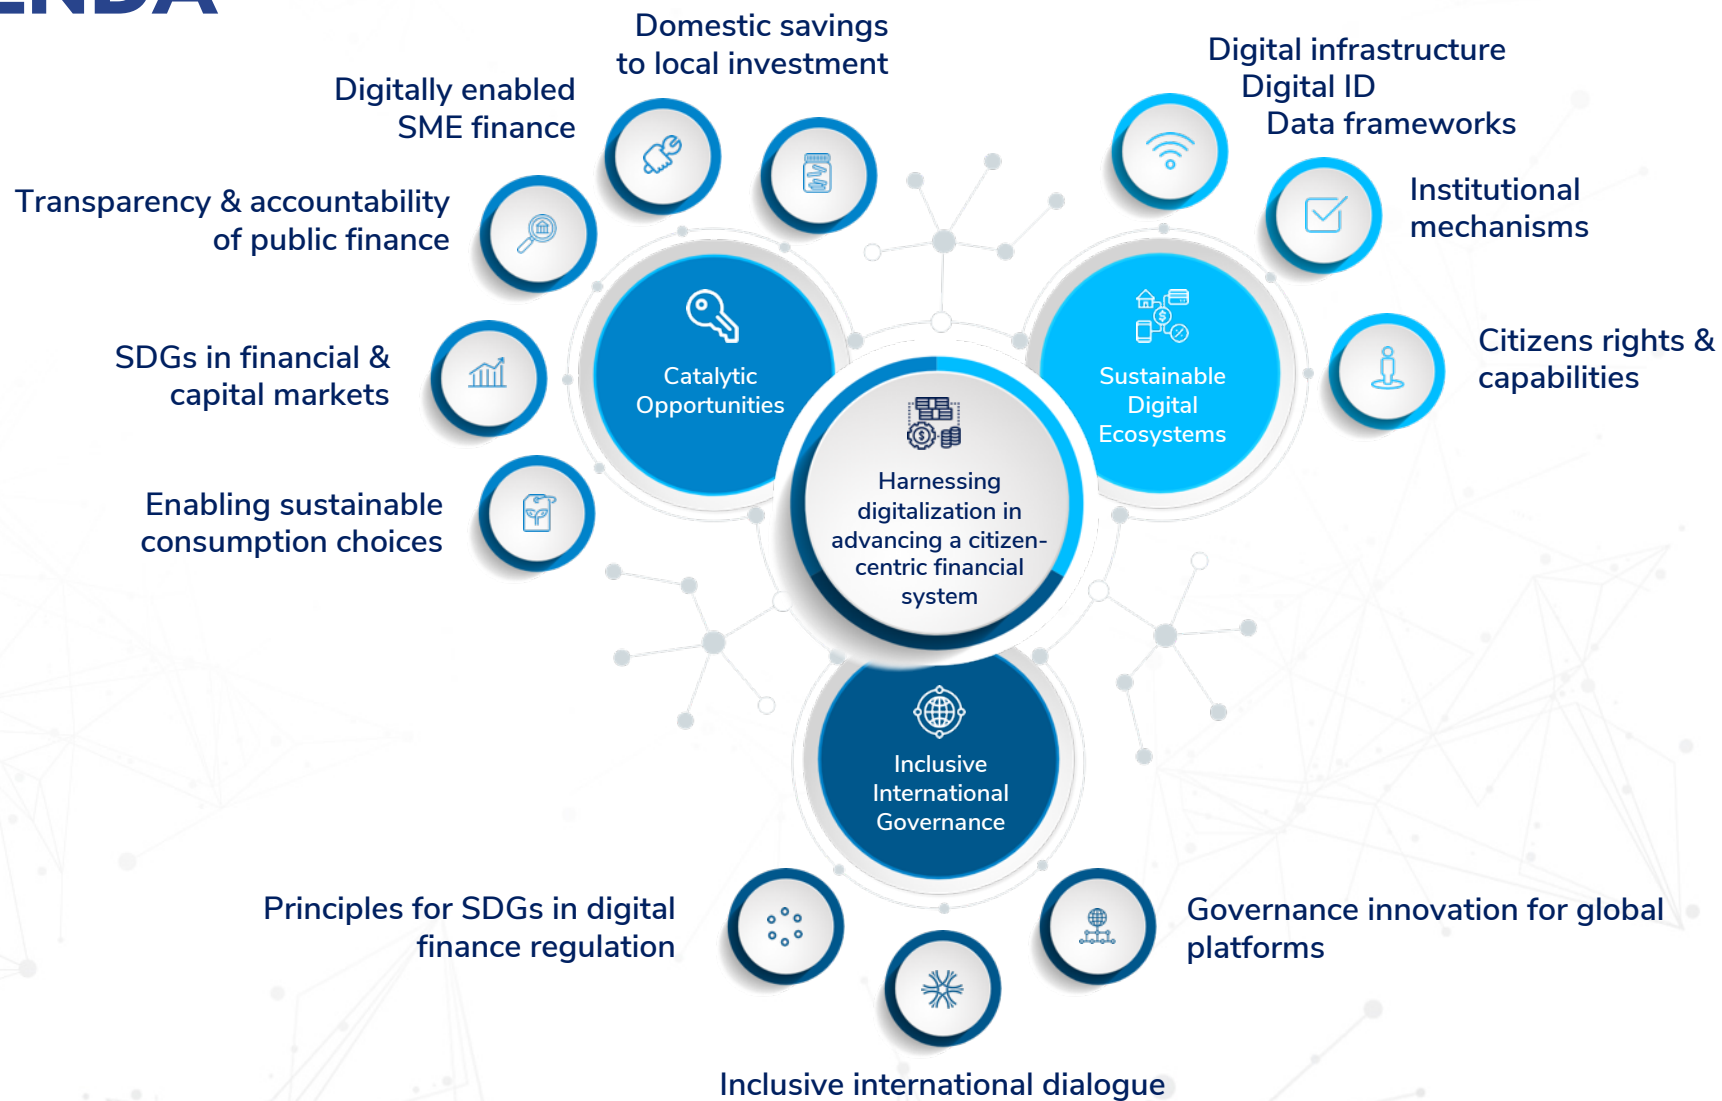 ENDA
Domestic savings
to local investment
Digitally enabled
SME finance
Transparency & accountability
of public finance
SDGs in financial &
capital markets
Enabling sustainable
consumption choices
Digital infrastructure
Digital ID
Data frameworks
Institutional
mechanisms
Citizens rights &
capabilities
Catalytic
Opportunities
Sustainable
Digital
Ecosystems
Harnessing
digitalization in
advancing a citizen-
centric financial
system
Inclusive
International
Governance
Principles for SDGs in digital
finance regulation
Governance innovation for global
platforms
Inclusive international dialogue